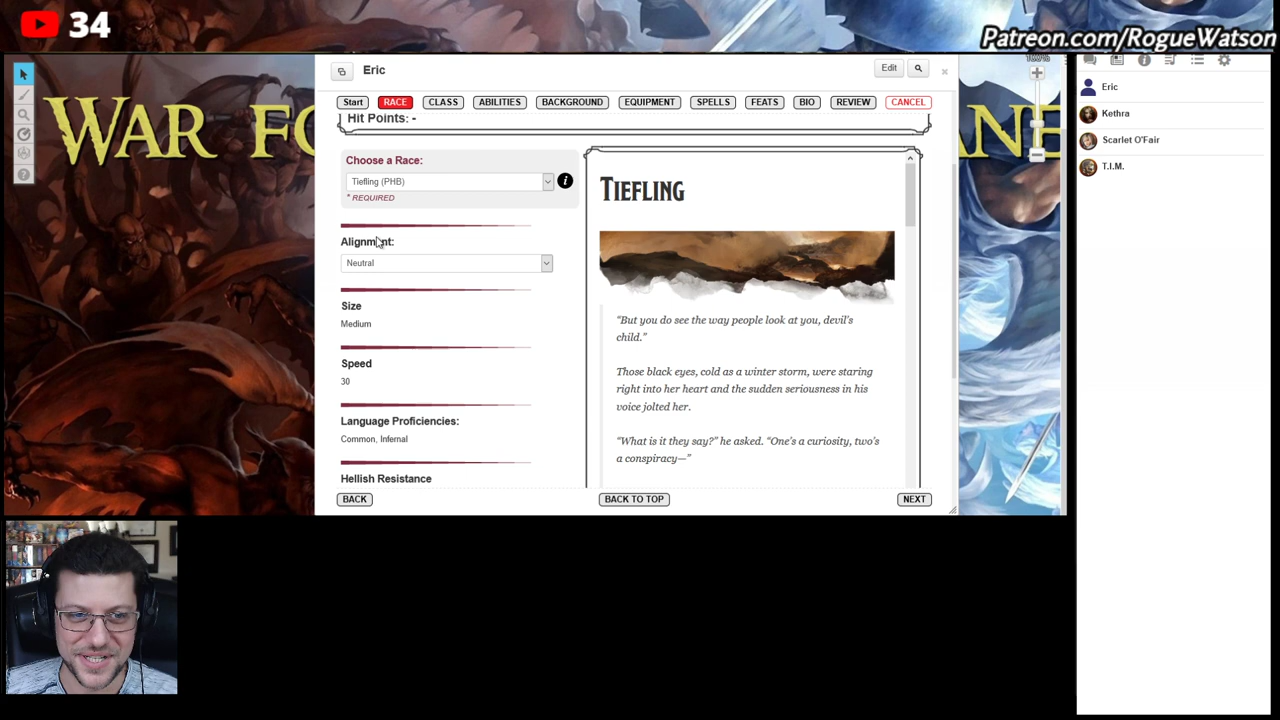 34
Patreon.com/RogueWatson
WAR FO
ANE
100%
Eric
Edit
Start RACE CLASS ABILITIES BACKGROUND EQUIPMENT SPELLS FEATS BIO REVIEW CANCEL
Hit Points: -
Choose a Race:
Tiefling (PHB)
* REQUIRED
Alignment:
Neutral
Size
Medium
Speed
30
Language Proficiencies:
Common, Infernal
Hellish Resistance
TIEFLING
“But you do see the way people look at you, devil's
child.”
Those black eyes, cold as a winter storm, were staring
right into her heart and the sudden seriousness in his
voice jolted her.
“What is it they say?” he asked. “One's a curiosity, two's
a conspiracy—”
BACK
BACK TO TOP
NEXT
Eric
Kethra
Scarlet O'Fair
T.I.M.